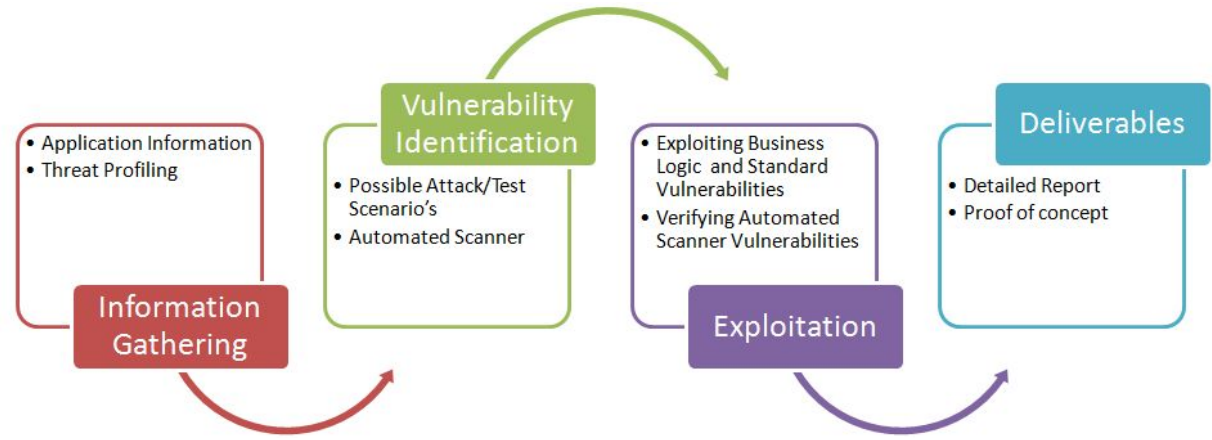 • Application Information
• Threat Profiling
Information
Gathering
Vulnerability
Identification
• Possible Attack/Test
Scenario's
• Automated Scanner
• Exploiting Business
Logic and Standard
Vulnerabilities
• Verifying Automated
Scanner Vulnerabilities
Exploitation
Deliverables
• Detailed Report
• Proof of concept